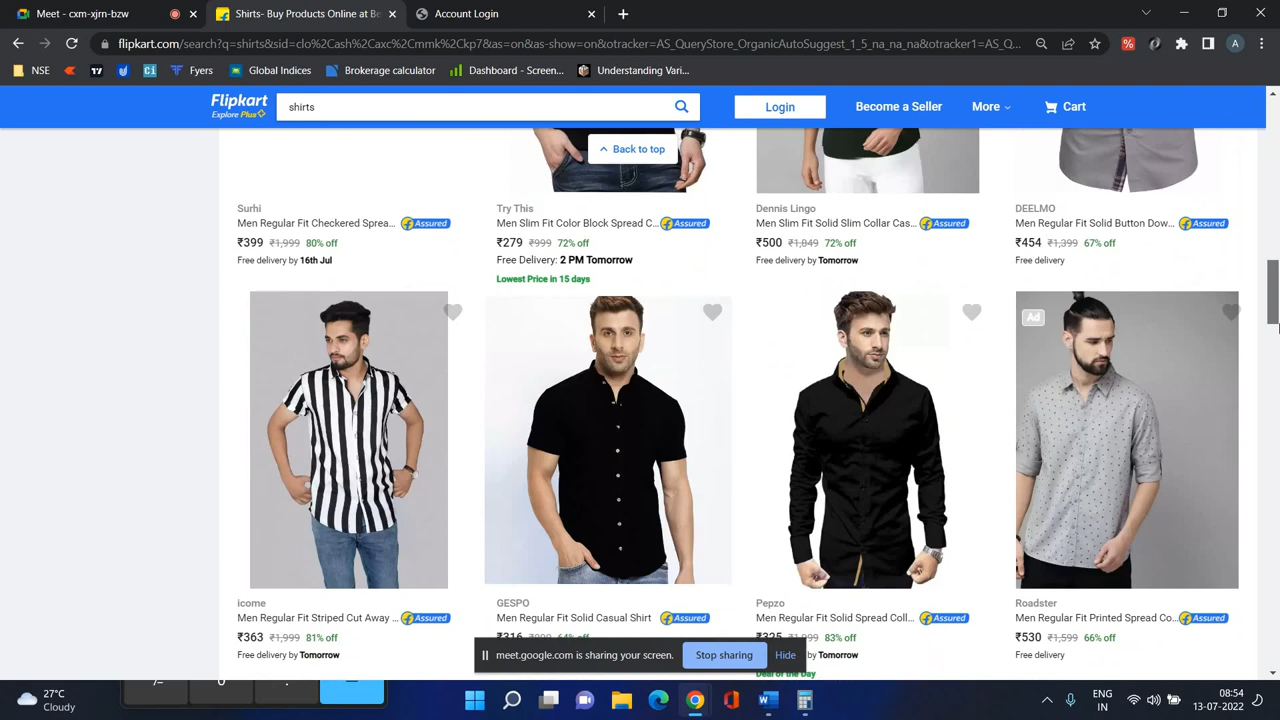 Meet - cxm-xjrn-bzw
Shirts- Buy Products Online at Be
Account Login
flipkart.com/search?q=shirts&sid=clo%2Cash%2Caxc%2Cmmk%2Ckp7&as=on&as-show=on&otracker=AS_QueryStore_OrganicAutoSuggest_1_5_na_na_na&otracker1=AS_Q...
A
NSE
Fyers
Global Indices
Brokerage calculator
Dashboard - Screen...
Understanding Vari...
Flipkart
Explore Plus
shirts
Login
Become a Seller
More
Cart
Back to top
Surhi
Men Regular Fit Checkered Sprea...
Assured
₹399 ₹1,999 80% off
Free delivery by 16th Jul
Try This
Men Slim Fit Color Block Spread C...
Assured
₹279 ₹999 72% off
Free Delivery: 2 PM Tomorrow
Lowest Price in 15 days
Dennis Lingo
Men Slim Fit Solid Slim Collar Cas...
Assured
₹500 ₹1,849 72% off
Free delivery by Tomorrow
DEELMO
Men Regular Fit Solid Button Dow...
Assured
₹454 ₹1,399 67% off
Free delivery
Ad
icome
Men Regular Fit Striped Cut Away ...
Assured
₹363 ₹1,999 81% off
Free delivery by Tomorrow
GESPO
Men Regular Fit Solid Casual Shirt
Assured
₹316 64% off
Pepzo
Men Regular Fit Solid Spread Coll...
Assured
₹325 83% off
by Tomorrow
Deal of the Day
Roadster
Men Regular Fit Printed Spread Co...
Assured
₹530 ₹1,599 66% off
Free delivery
meet.google.com is sharing your screen.
Stop sharing
Hide
27°C
Cloudy
ENG
IN
08:54
13-07-2022